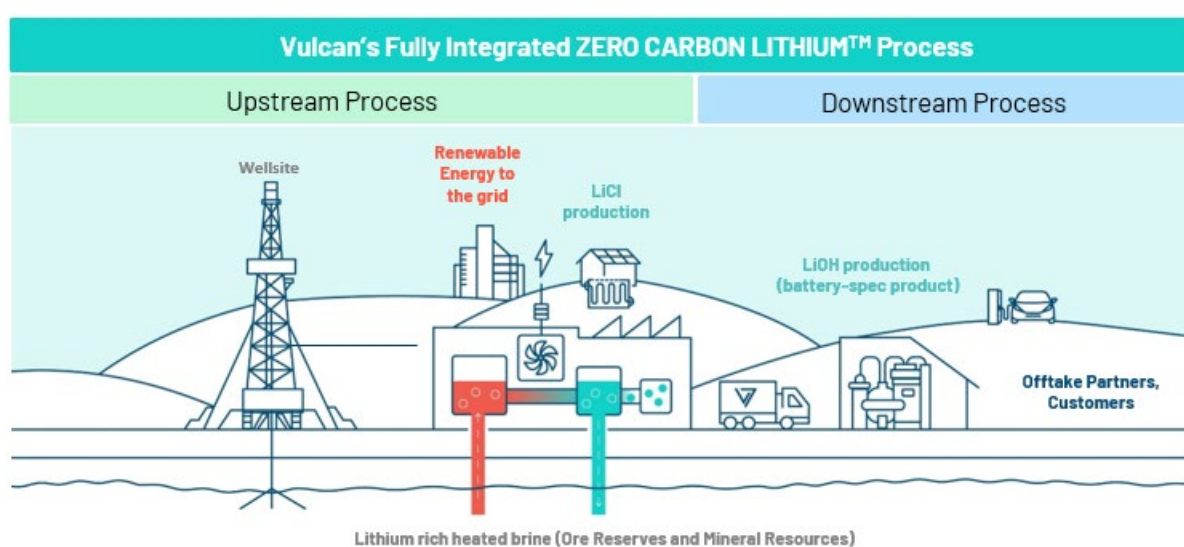 Vulcan's Fully Integrated ZERO CARBON LITHIUM™ Process
Upstream Process
Downstream Process
Wellsite
Renewable
Energy to
the grid
LiCl
production
LiOH production
(battery-spec product)
Offtake Partners,
Customers
Lithium rich heated brine (Ore Reserves and Mineral Resources)